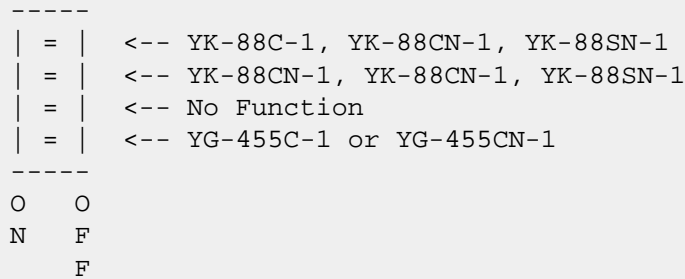 -----
| = | <-- YK-88C-1, YK-88CN-1, YK-88SN-1
| = | <-- YK-88CN-1, YK-88CN-1, YK-88SN-1
| = | <-- No Function
| = | <-- YG-455C-1 or YG-455CN-1
-----
O O
N F
F